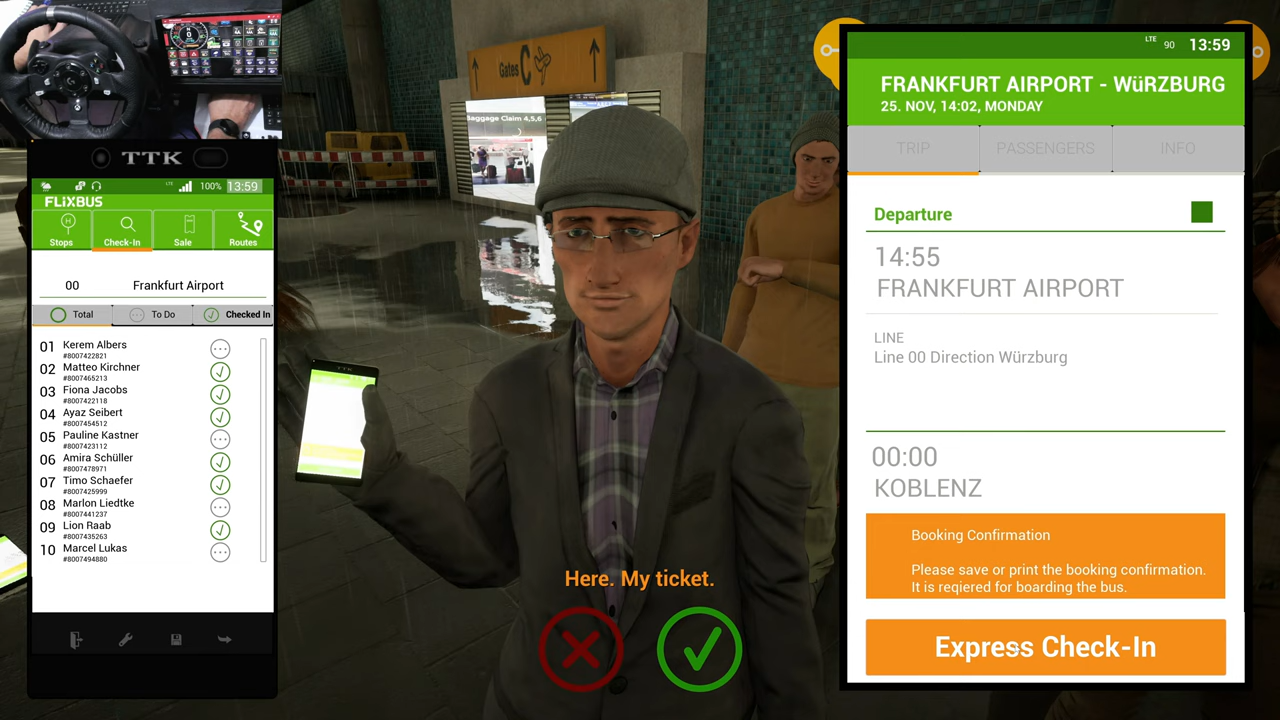 TTK
100%
13:59
FLiXBUS
Stops
Check-In
Sale
Routes
00 Frankfurt Airport
Total
To Do
Checked In
01 Kerem Albers
#8007422821
02 Matteo Kirchner
#8007465213
03 Fiona Jacobs
#8007422118
04 Ayaz Seibert
#8007454512
05 Pauline Kastner
#8007423112
06 Amira Schüller
#8007478971
07 Timo Schaefer
#8007425999
08 Marlon Liedtke
#8007441237
09 Lion Raab
#8007435263
10 Marcel Lukas
#8007494880
Gates C
Baggage Claim 4,5,6
TTK
Here. My ticket.
LTE 90 13:59
FRANKFURT AIRPORT - WüRZBURG
25. NOV, 14:02, MONDAY
TRIP
PASSENGERS
INFO
Departure
14:55
FRANKFURT AIRPORT
LINE
Line 00 Direction Würzburg
00:00
KOBLENZ
Booking Confirmation
Please save or print the booking confirmation.
It is reqiered for boarding the bus.
Express Check-In